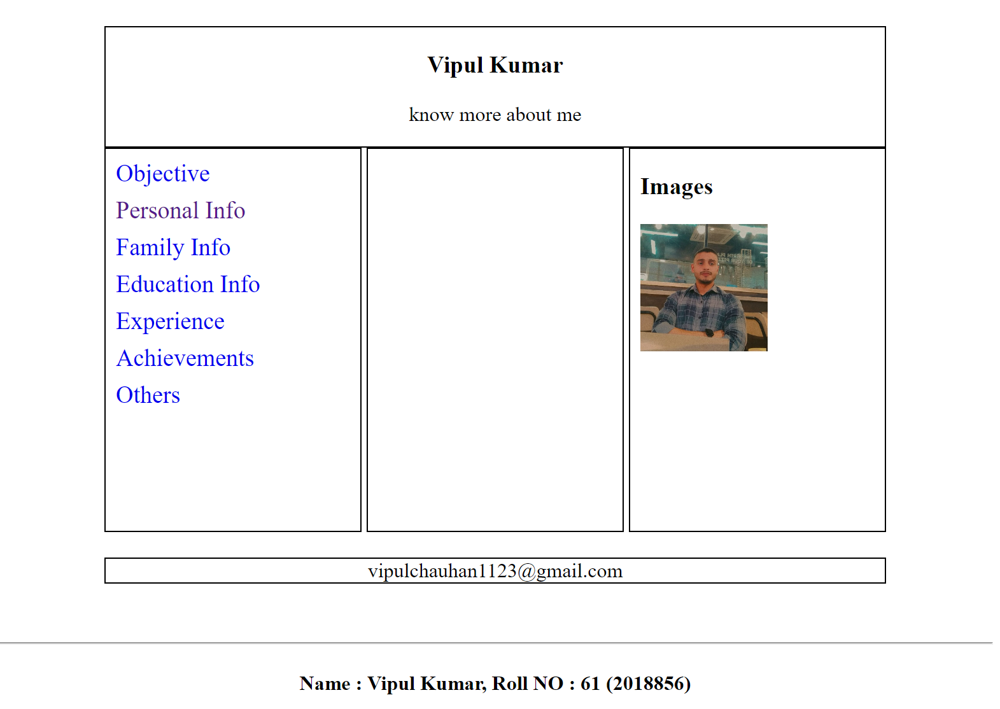 Vipul Kumar
know more about me
Objective
Personal Info
Family Info
Education Info
Experience
Achievements
Others
Images
vipulchauhan1123@gmail.com
Name : Vipul Kumar, Roll NO : 61 (2018856)